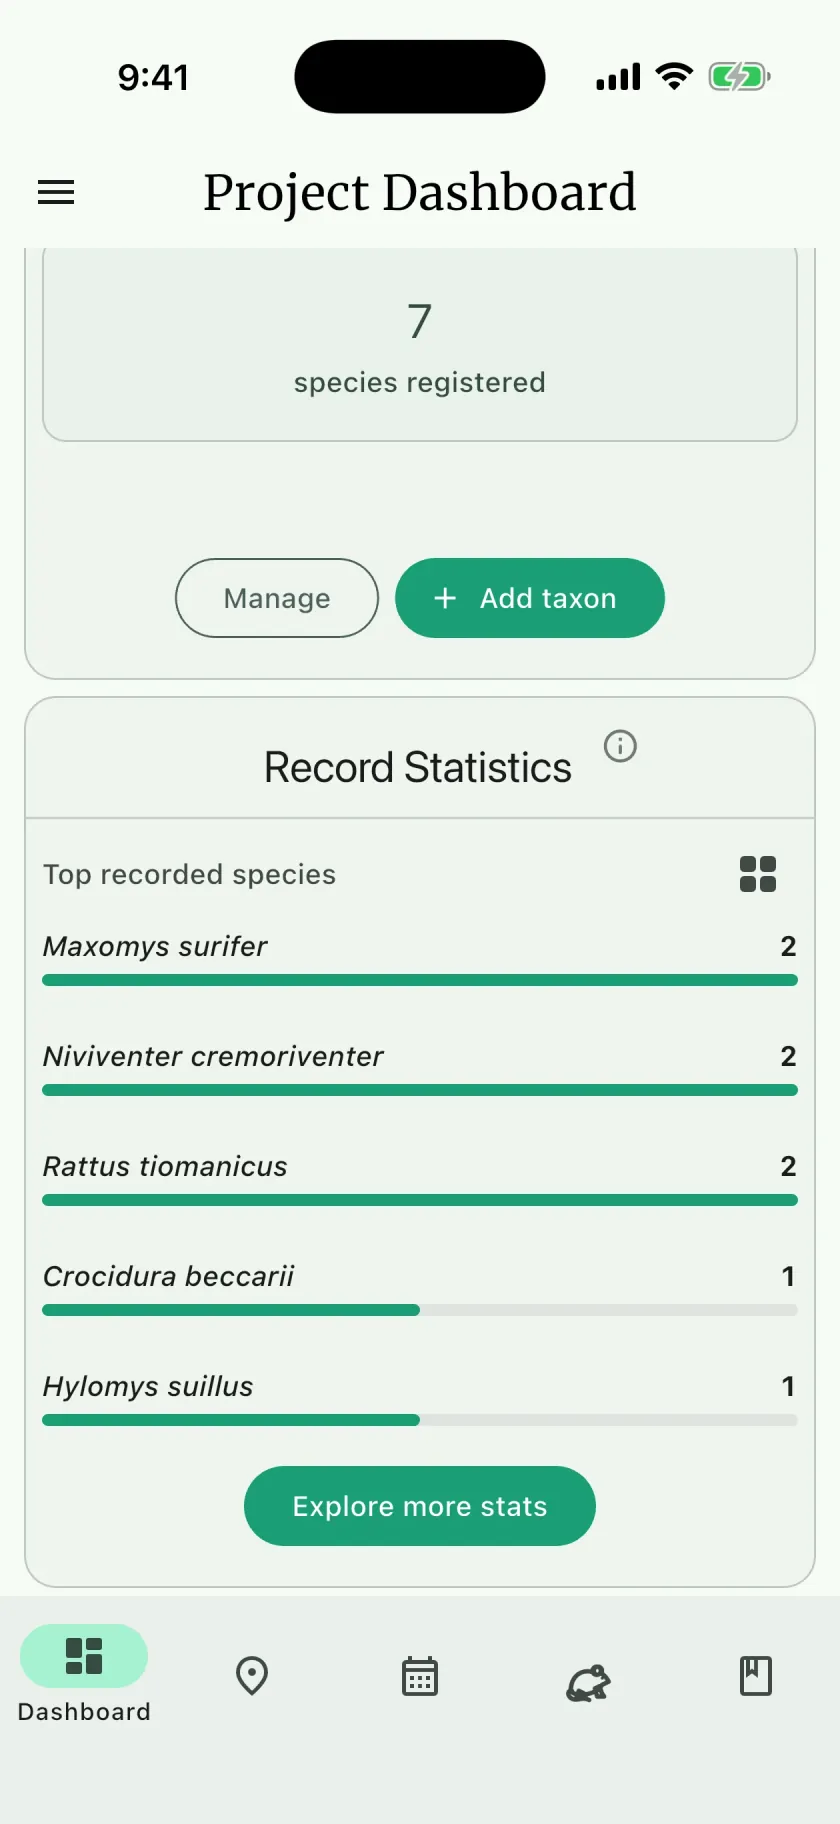 9:41
Project Dashboard
7
species registered
Manage
+ Add taxon
Record Statistics
Top recorded species
Maxomys surifer 2
Niviventer cremoriventer 2
Rattus tiomanicus 2
Crocidura beccarii 1
Hylomys suillus 1
Explore more stats
Dashboard